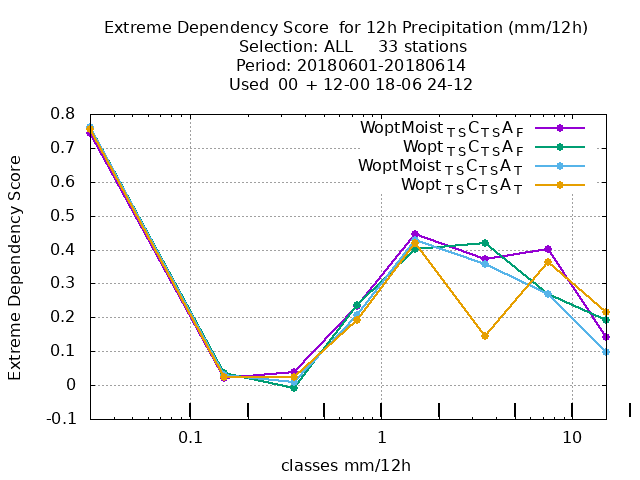 Extreme Dependency Score  for 12h Precipitation (mm/12h)
Selection: ALL     33 stations
Period: 20180601-20180614
Used  00 + 12-00 18-06 24-12
WoptMoist TS C TS A F
Wopt TS C TS A F
WoptMoist TS C TS A T
Wopt TS C TS A T
0.8
0.7
0.6
0.5
0.4
0.3
0.2
0.1
0
-0.1
Extreme Dependency Score
0.1 1 10
classes mm/12h